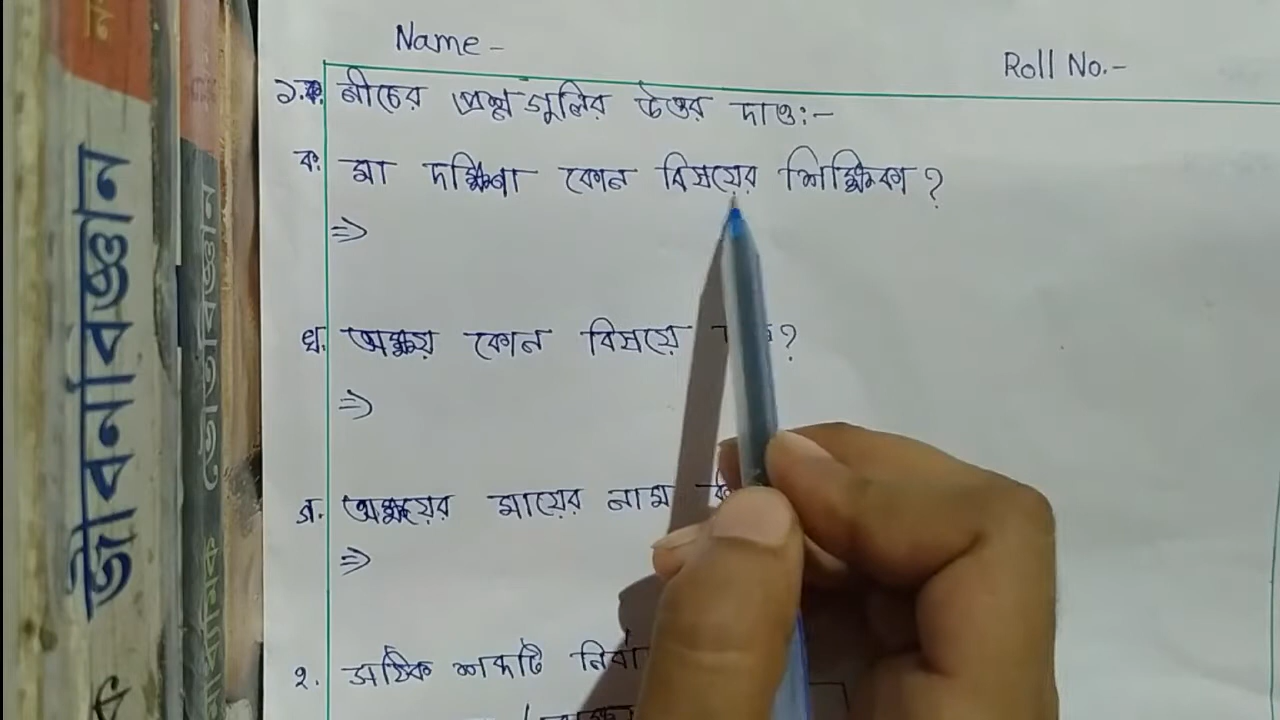 Name -
Roll No.-
১.ক. নীচের প্রশ্নগুলির উত্তর দাও:-
ক. মা দক্ষিনা কোন বিষয়ের শিক্ষিকা?
⇒
খ. অক্ষয় কোন বিষয়ে ?
⇒
গ. অক্ষয়ের মায়ের নাম
⇒
২. সঠিক শব্দটি
জীবনবিজ্ঞান
ভৌতবিজ্ঞান